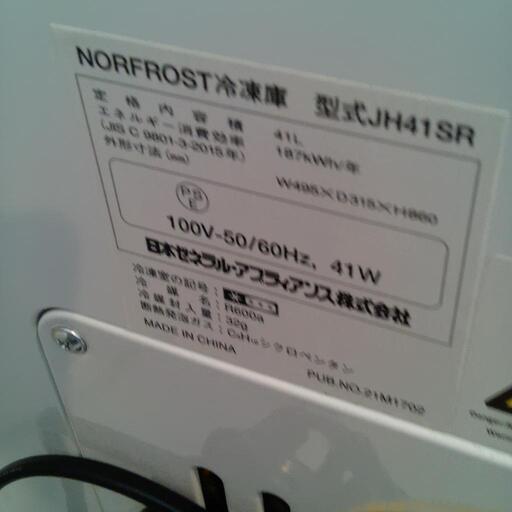 NORFROST冷凍庫 型式JH41SR
定格内容積 41L
エネルギー消費効率 187kWh/年
(JIS C 9801-3-2015年)
外形寸法(mm) W495×D315×H860
PS
E
100V-50/60Hz, 41W
日本ゼネラル・アプライアンス株式会社
冷凍室の記号:
冷媒名: R600a
冷媒封入量: 32g
断熱発泡ガス: C₅H₁₀シクロペンタン
MADE IN CHINA
PUB.NO.21M1702